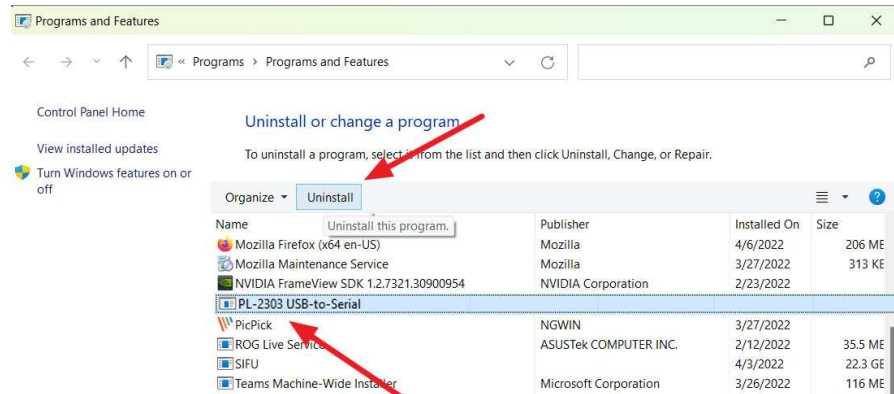 Programs and Features
« Programs > Programs and Features
Control Panel Home
View installed updates
Turn Windows features on or
off
Uninstall or change a program
To uninstall a program, select it from the list and then click Uninstall, Change, or Repair.
Organize Uninstall
Name Publisher Installed On Size
Uninstall this program.
Mozilla Firefox (x64 en-US) Mozilla 4/6/2022 206 MB
Mozilla Maintenance Service Mozilla 3/27/2022 313 KB
NVIDIA FrameView SDK 1.2.7321.30900954 NVIDIA Corporation 2/23/2022
PL-2303 USB-to-Serial
PicPick NGWIN 3/27/2022
ROG Live Service ASUSTek COMPUTER INC. 2/12/2022 35.5 MB
SIFU 4/3/2022 22.3 GB
Teams Machine-Wide Installer Microsoft Corporation 3/26/2022 116 MB